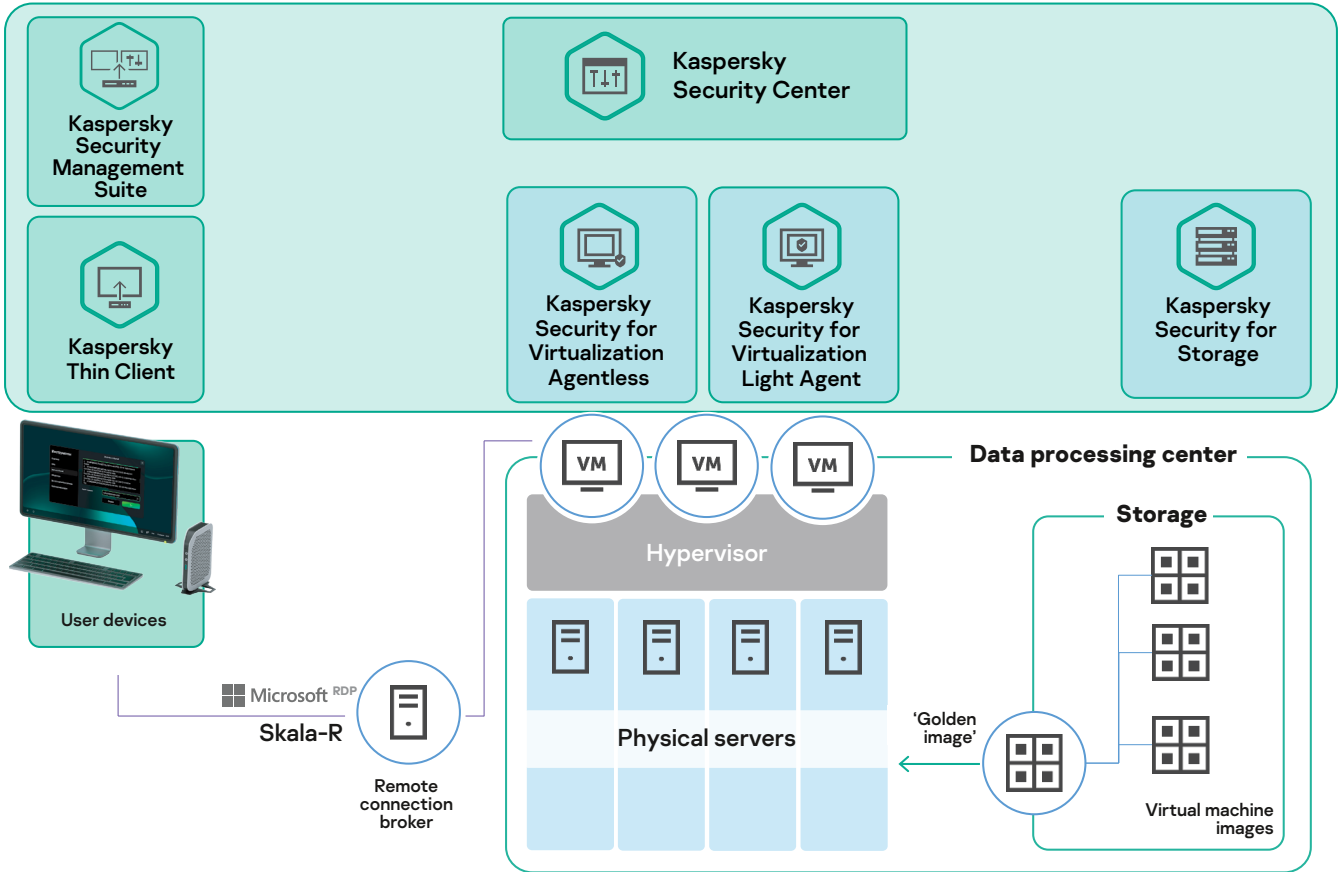 Kaspersky
Security
Management
Suite
Kaspersky
Security Center
Kaspersky
Thin Client
Kaspersky
Security for
Virtualization
Agentless
Kaspersky
Security for
Virtualization
Light Agent
Kaspersky
Security for
Storage
User devices
Microsoft RDP
Skala-R
Remote
connection
broker
VM
VM
VM
Hypervisor
Physical servers
Data processing center
Storage
‘Golden
image’
Virtual machine
images